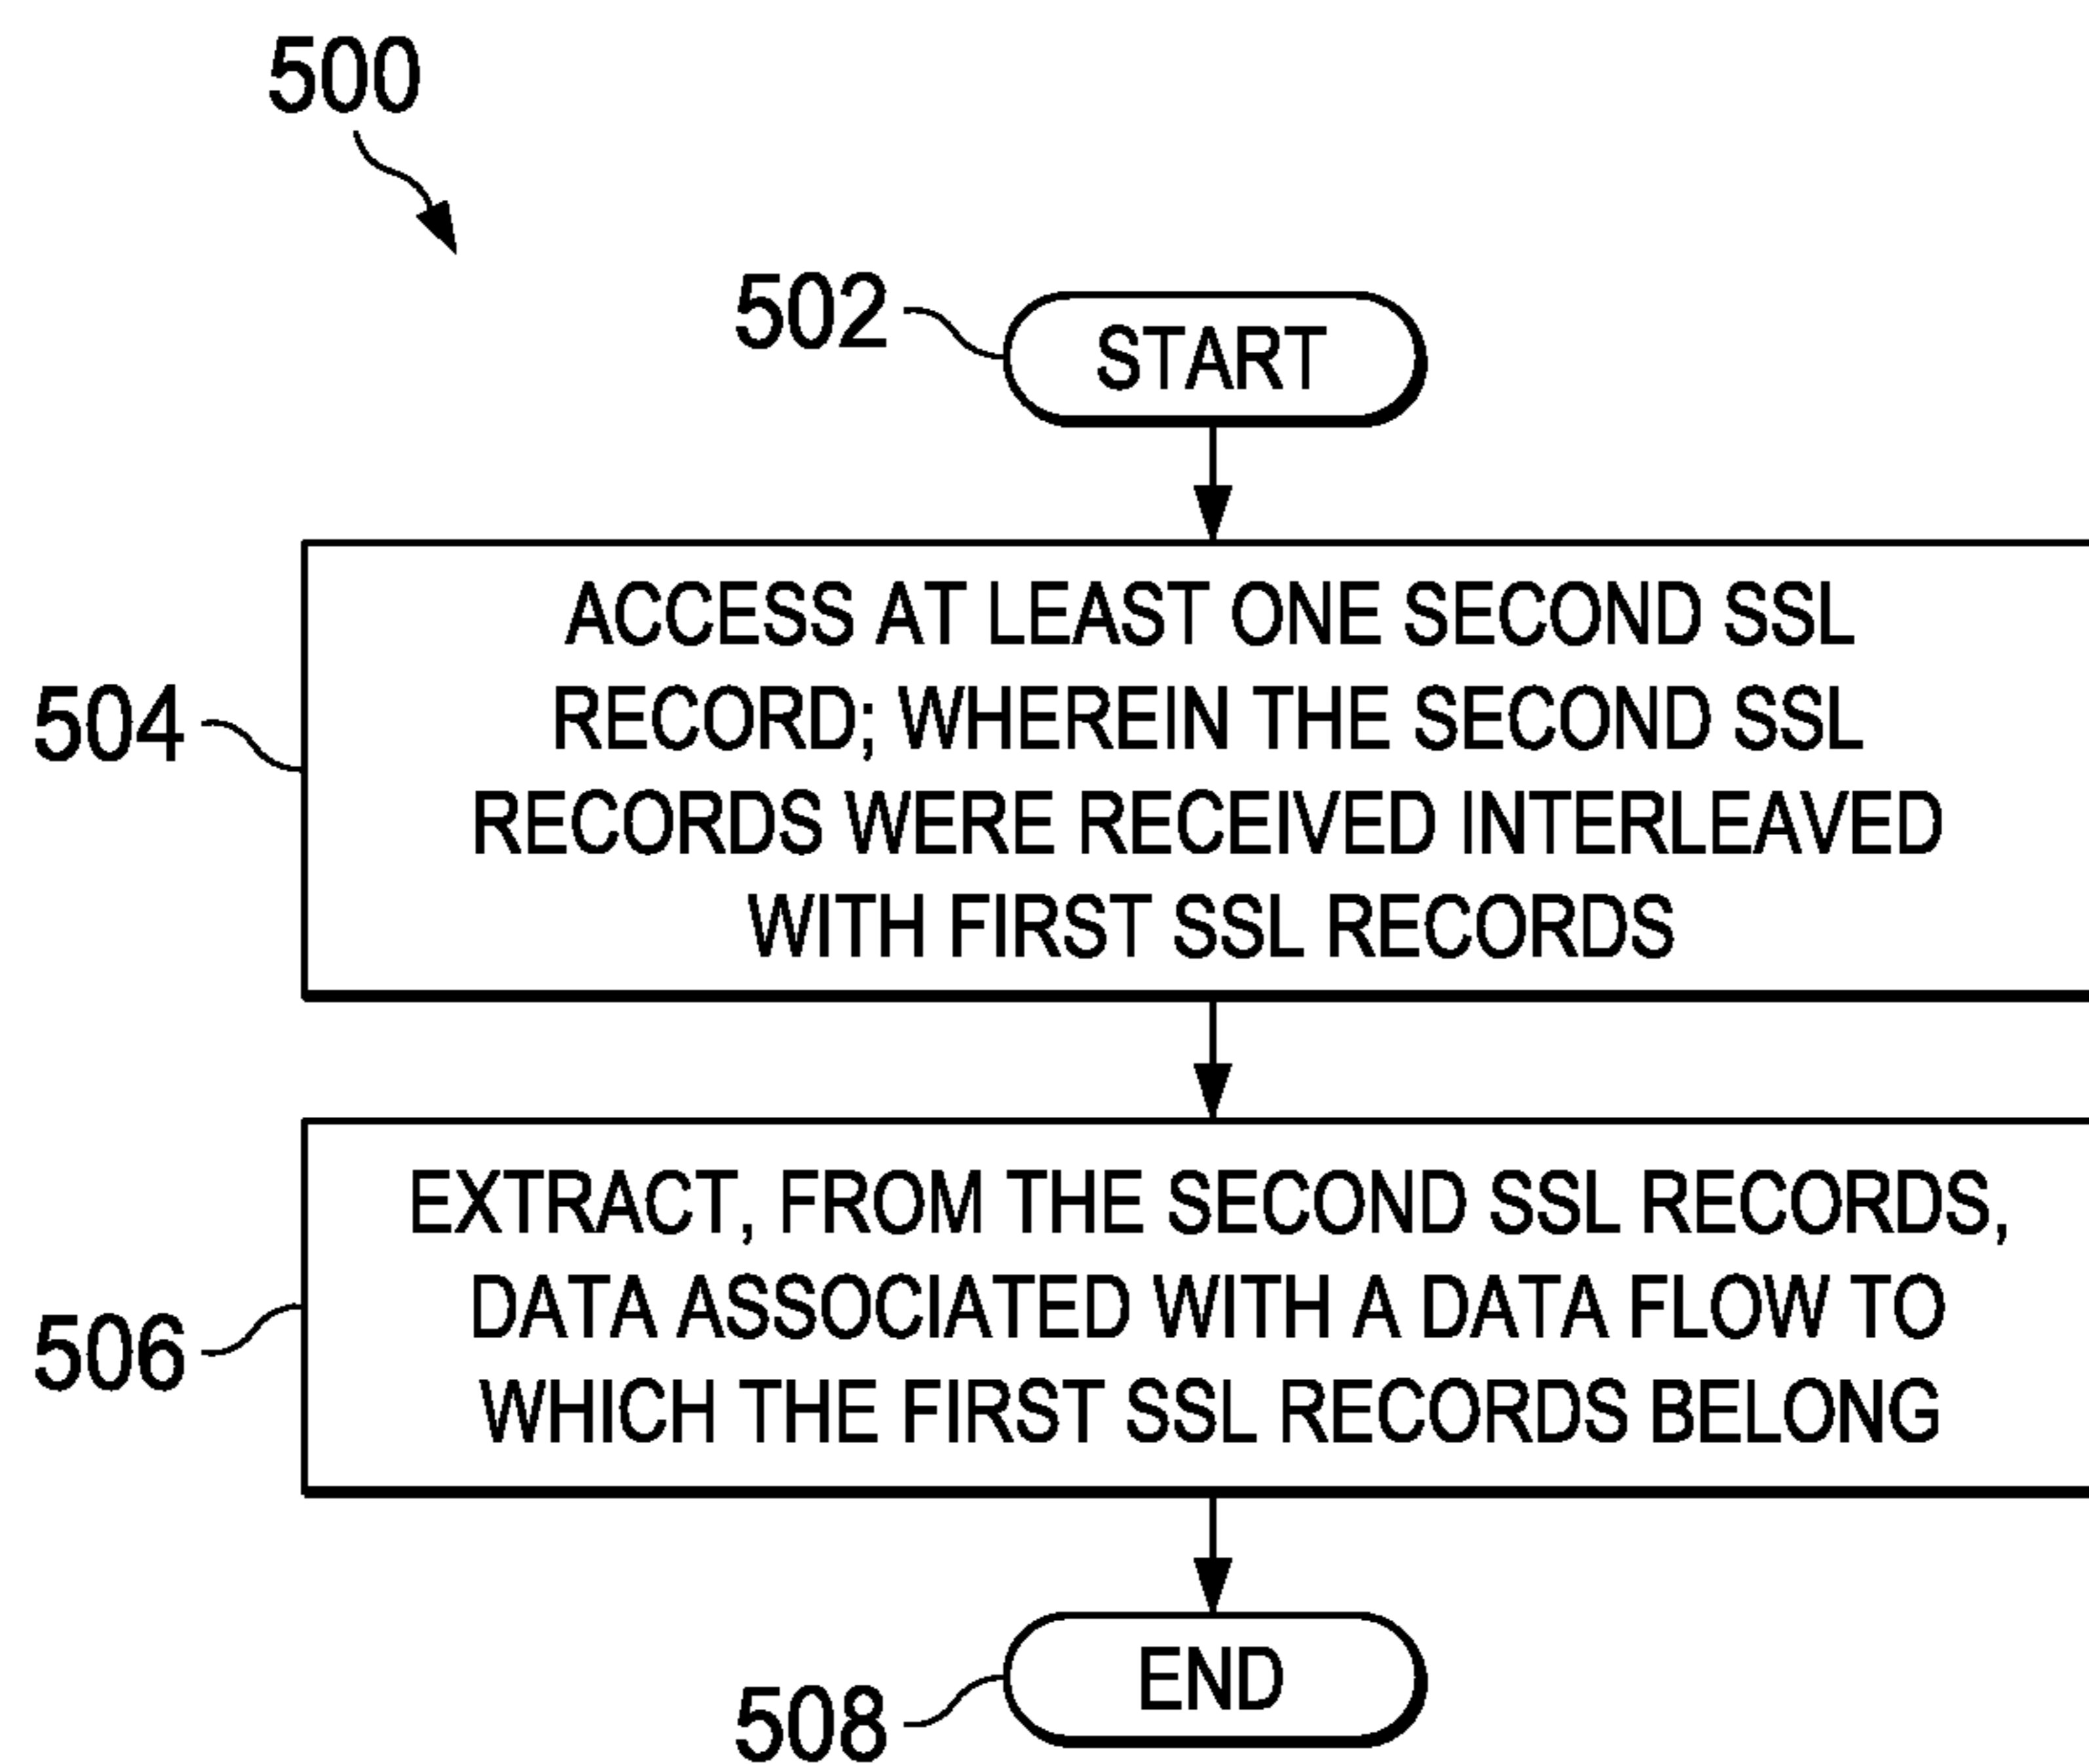 500
502
START
ACCESS AT LEAST ONE SECOND SSL
RECORD; WHEREIN THE SECOND SSL
504
RECORDS WERE RECEIVED INTERLEAVED
WITH FIRST SSL RECORDS
EXTRACT, FROM THE SECOND SSL RECORDS,
DATA ASSOCIATED WITH A DATA FLOW TO
506
WHICH THE FIRST SSL RECORDS BELONG
END
508